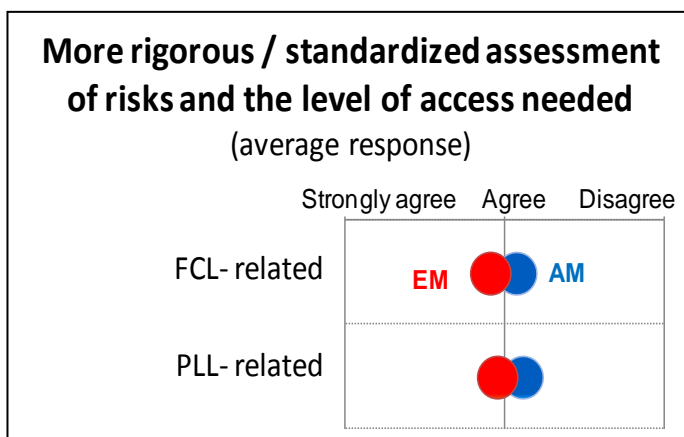 More rigorous / standardized assessment
of risks and the level of access needed
(average response)
Strongly agree Agree Disagree
FCL- related EM AM
PLL- related